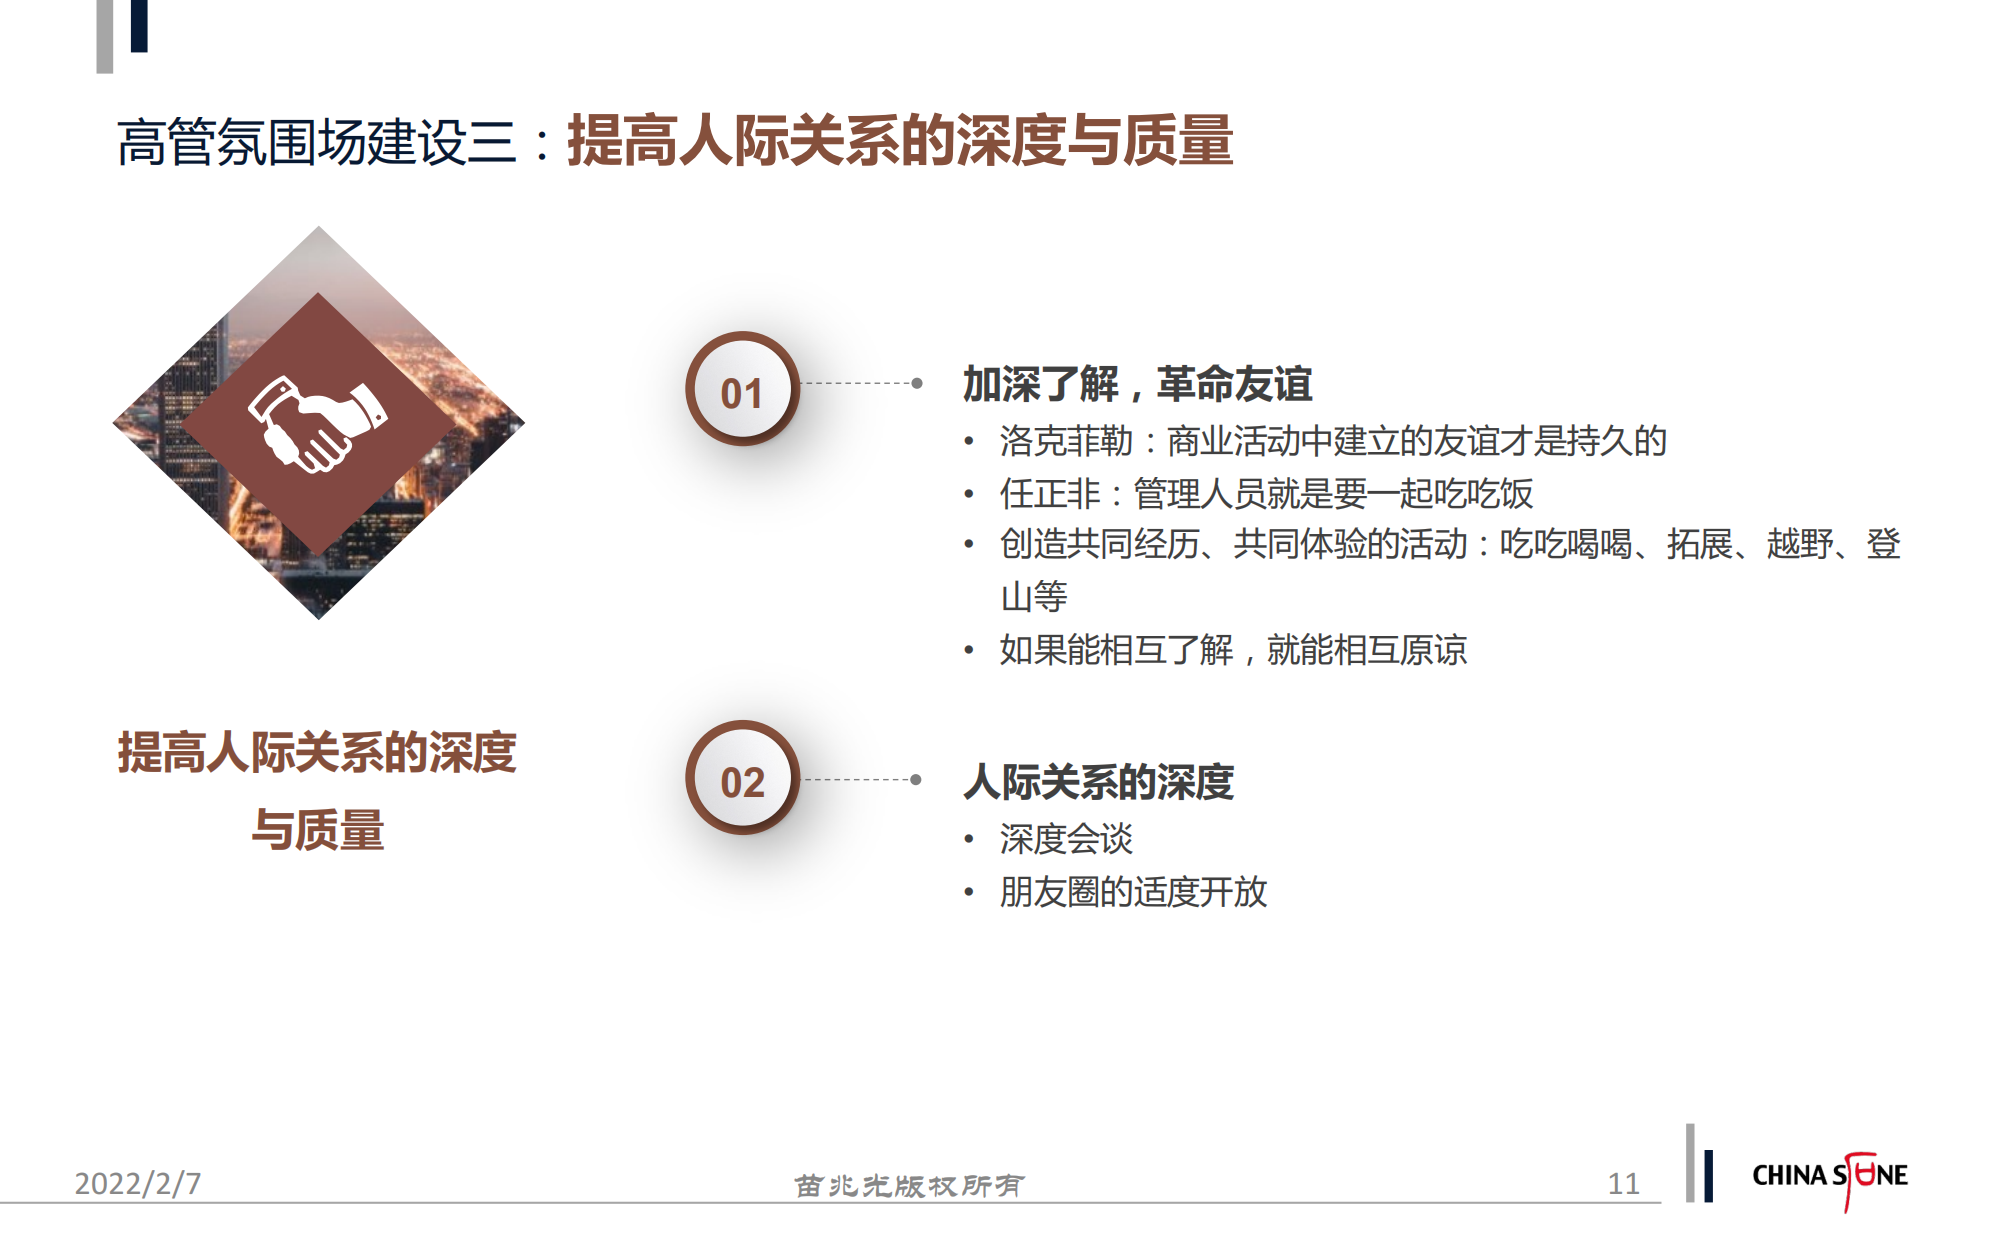 高管氛围场建设三：提高人际关系的深度与质量
提高人际关系的深度
与质量
01
加深了解，革命友谊
• 洛克菲勒：商业活动中建立的友谊才是持久的
• 任正非：管理人员就是要一起吃吃饭
• 创造共同经历、共同体验的活动：吃吃喝喝、拓展、越野、登
山等
• 如果能相互了解，就能相互原谅
02
人际关系的深度
• 深度会谈
• 朋友圈的适度开放
2022/2/7
苗兆光版权所有
11
CHINA STONE